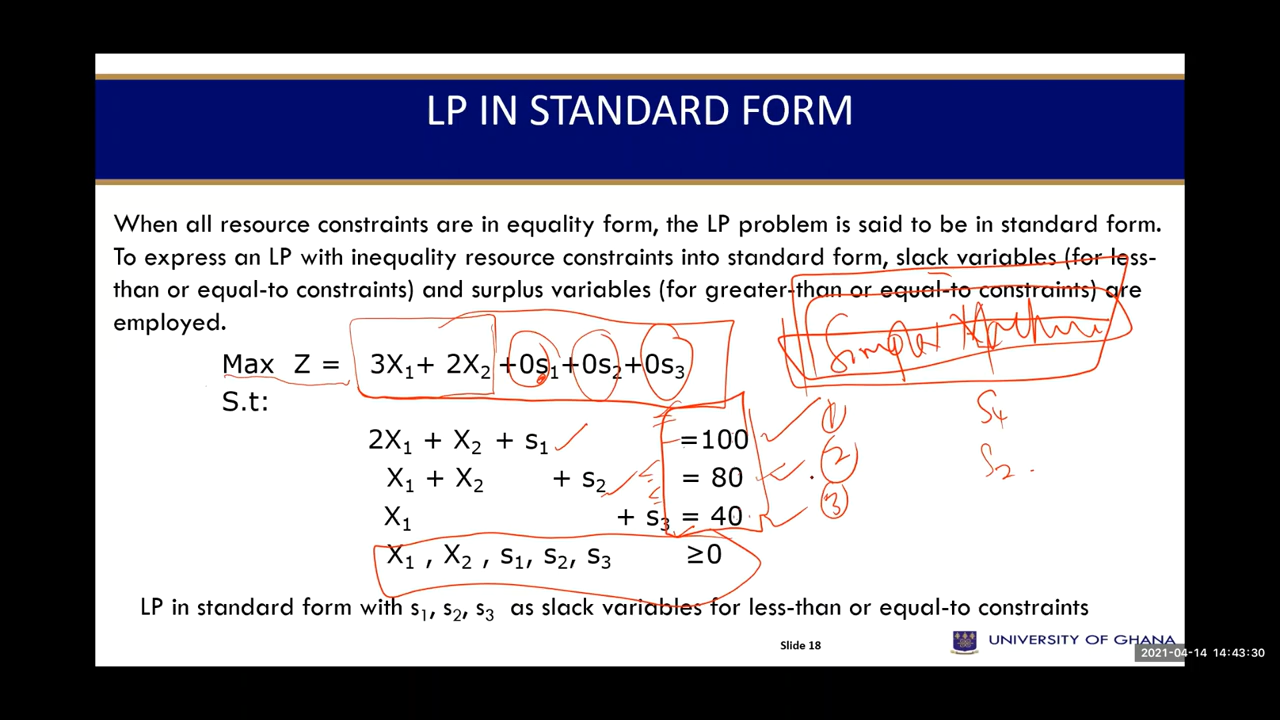 LP IN STANDARD FORM
When all resource constraints are in equality form, the LP problem is said to be in standard form.
To express an LP with inequality resource constraints into standard form, slack variables (for less-
than or equal-to constraints) and surplus variables (for greater-than or equal-to constraints) are
employed.
Simplex
Max Z = 3X₁+ 2X₂ +0s₁+0s₂+0s₃
S.t:
2X₁ + X₂ + s₁ =100 ①
X₁ + X₂ + s₂ = 80 ②
X₁ + s₃ = 40 ③
X₁ , X₂ , s₁, s₂, s₃ ≥0
S₂
LP in standard form with s₁, s₂, s₃ as slack variables for less-than or equal-to constraints
Slide 18
UNIVERSITY OF GHANA
2021-04-14 14:43:30